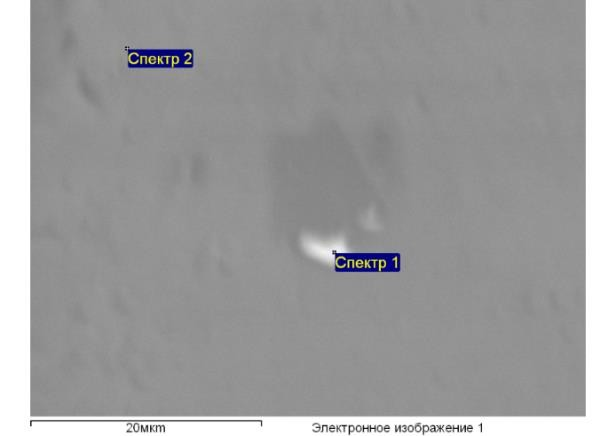 Спектр 2
Спектр 1
20мкm
Электронное изображение 1